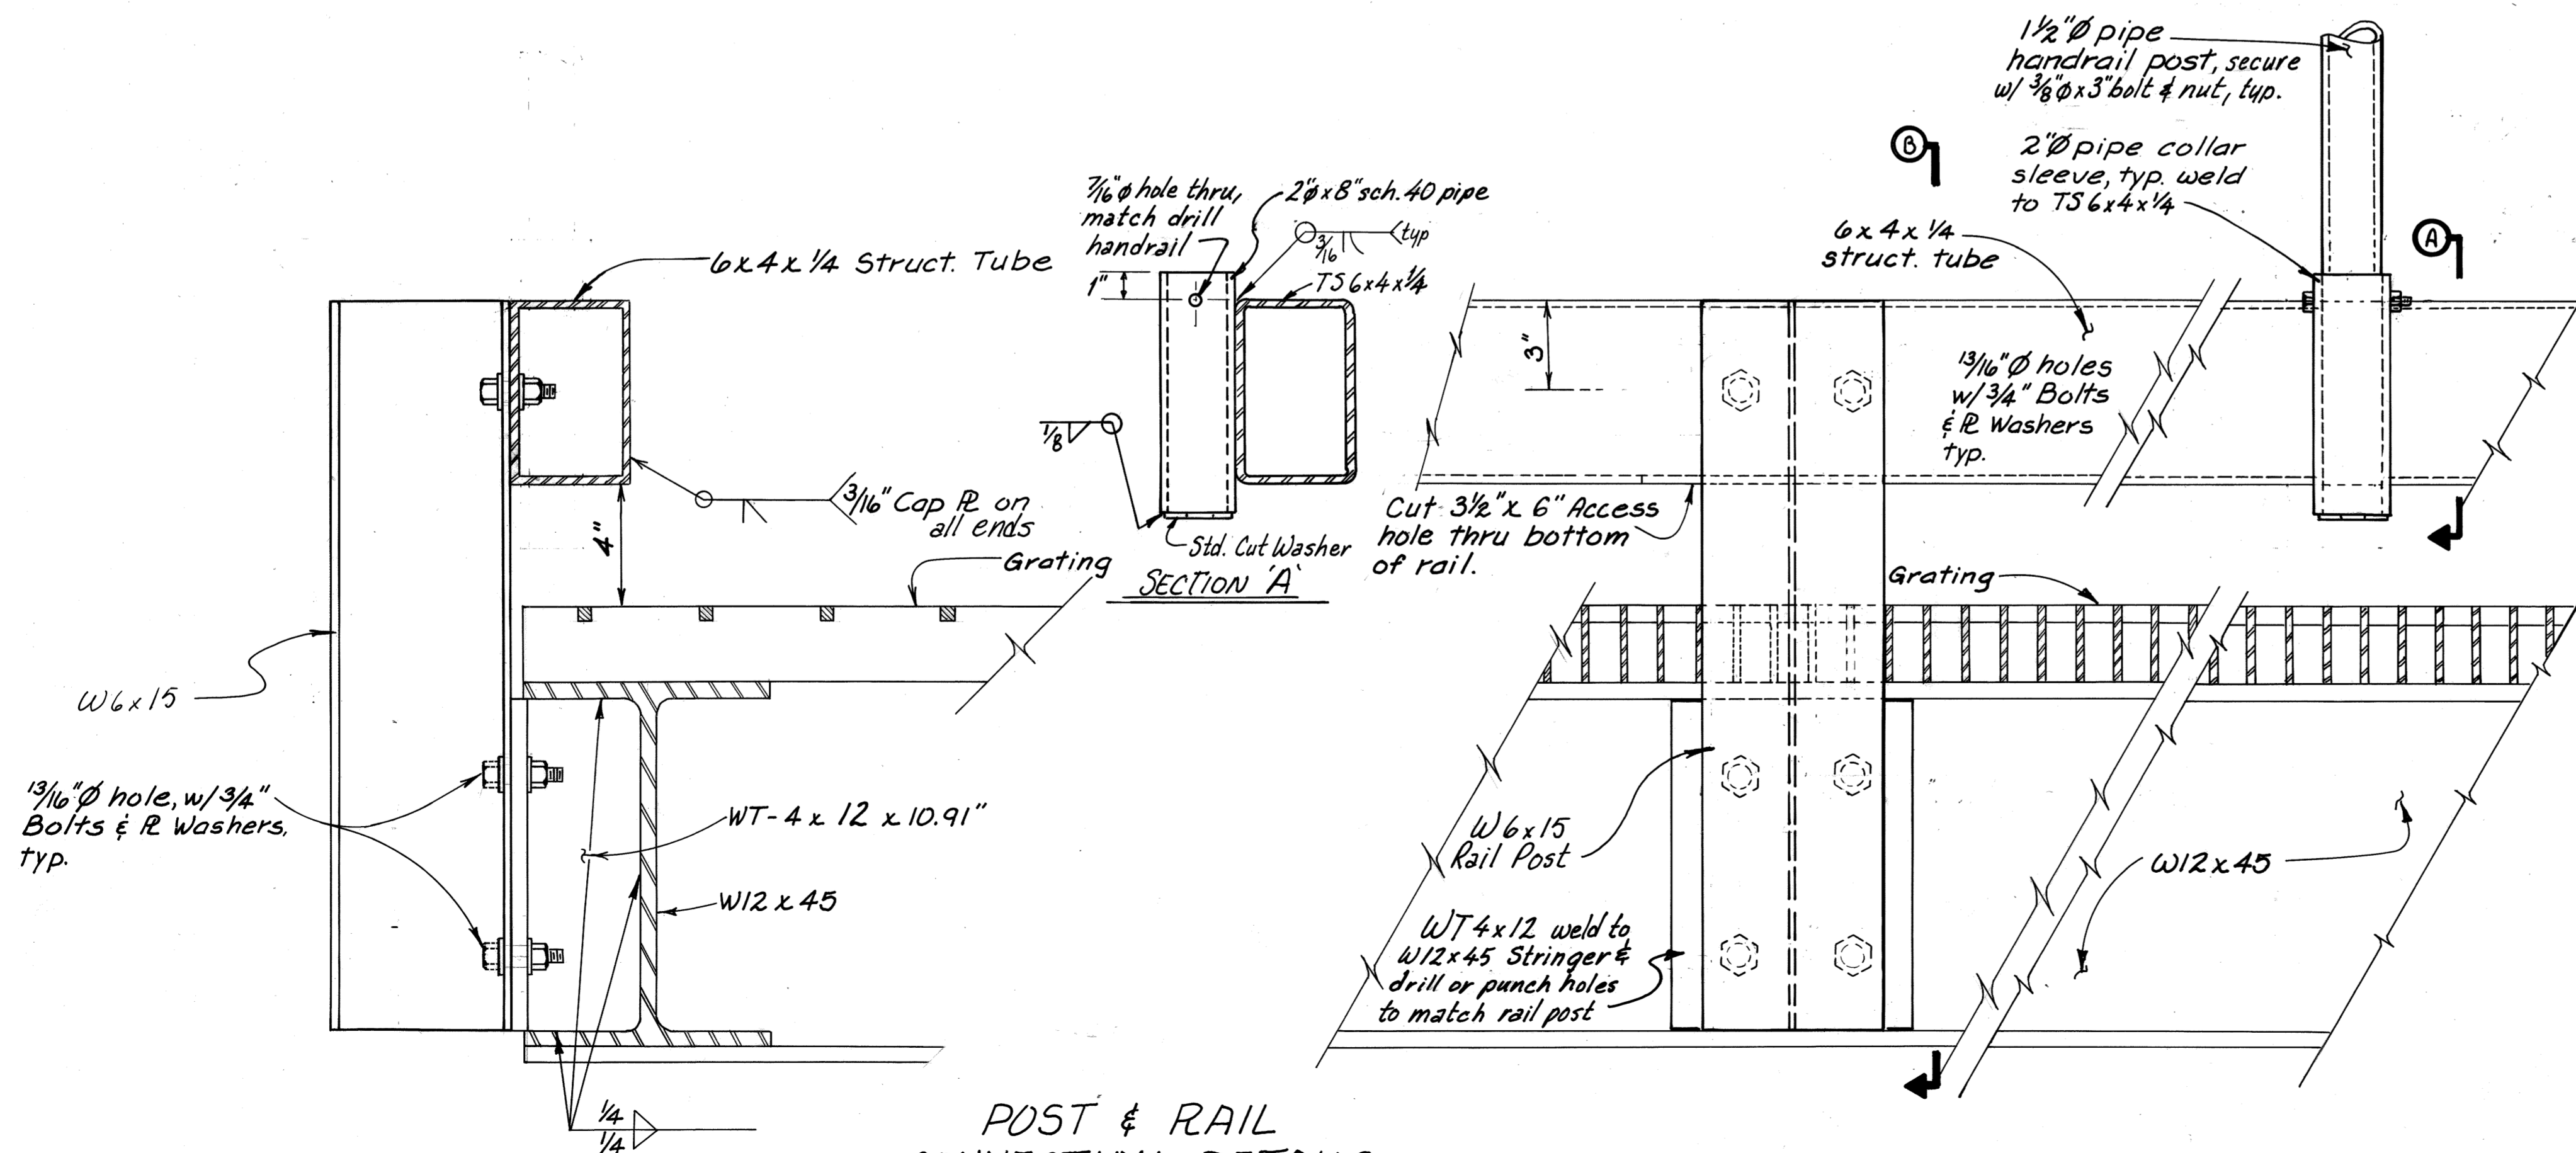 6x4x1/4 Struct. Tube
3/16" Cap PL on
all ends
4"
Grating
W6x15
13/16"Ø hole, w/3/4"
Bolts & PL Washers,
typ.
WT-4 x 12 x 10.91"
W12 x 45
1/4
1/4
7/16"ø hole thru,
match drill
handrail
2"ø x 8" sch. 40 pipe
3/16
typ
TS 6x4x1/4
1"
1/8
Std. Cut Washer
SECTION 'A'
POST & RAIL
1 1/2"Ø pipe
handrail post, secure
w/ 3/8"ø x 3" bolt & nut, typ.
B
2"Ø pipe collar
sleeve, typ. weld
to TS 6x4x1/4
A
6x4x1/4
struct. tube
3"
13/16"Ø holes
w/3/4" Bolts
& PL Washers
typ.
Cut 3 1/2" x 6" Access
hole thru bottom
of rail.
Grating
W6x15
Rail Post
W12x45
WT 4x12 weld to
W12x45 Stringer &
drill or punch holes
to match rail post